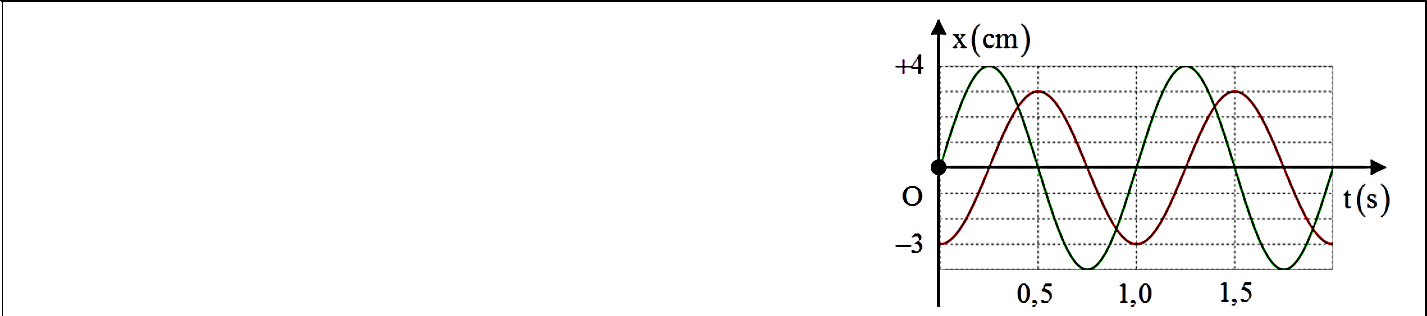 x(cm)
+4
O
t(s)
–3
0,5 1,0 1,5